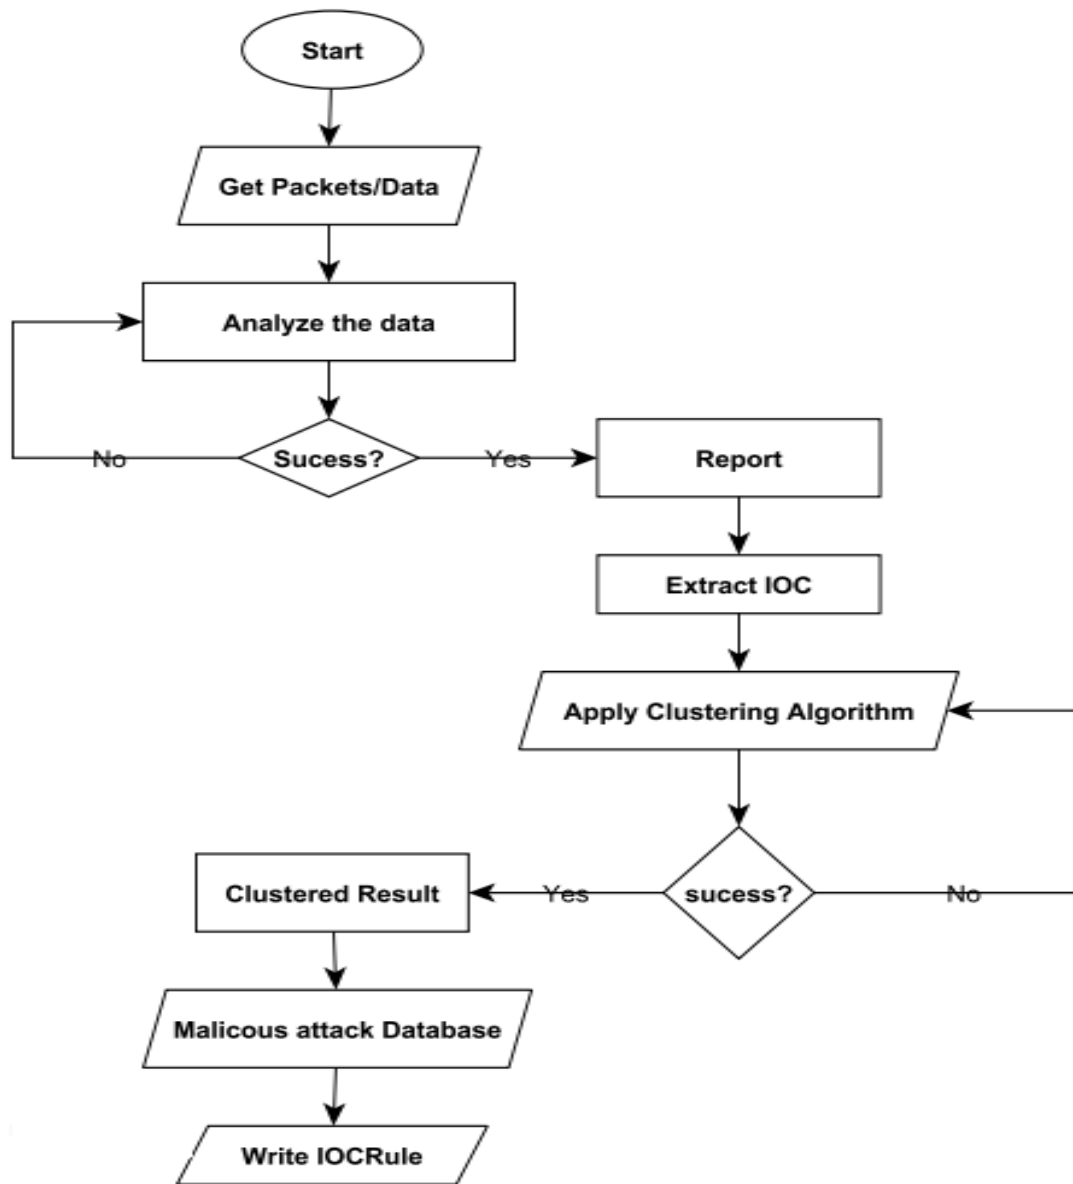 Start
Get Packets/Data
Analyze the data
Sucess?
No
Yes
Report
Extract IOC
Apply Clustering Algorithm
sucess?
Yes
No
Clustered Result
Malicous attack Database
Write IOCRule